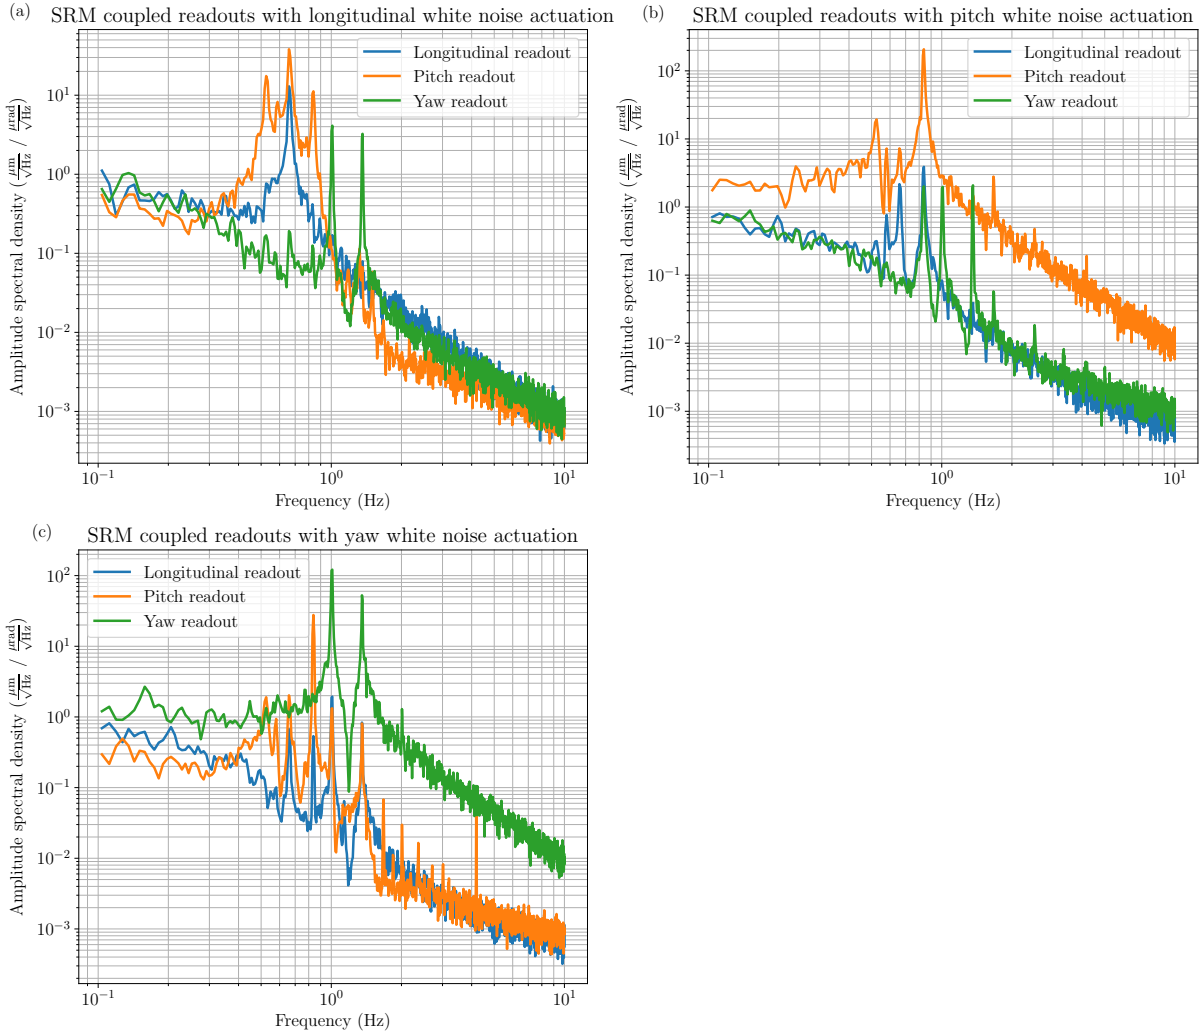 (a)
SRM coupled readouts with longitudinal white noise actuation
Longitudinal readout
Pitch readout
Yaw readout
Amplitude spectral density (μm/√Hz / μrad/√Hz)
10¹
10⁰
10⁻¹
10⁻²
10⁻³
10⁻¹ 10⁰ 10¹
Frequency (Hz)
(b)
SRM coupled readouts with pitch white noise actuation
Longitudinal readout
Pitch readout
Yaw readout
Amplitude spectral density (μm/√Hz / μrad/√Hz)
10²
10¹
10⁰
10⁻¹
10⁻²
10⁻³
10⁻¹ 10⁰ 10¹
Frequency (Hz)
(c)
SRM coupled readouts with yaw white noise actuation
Longitudinal readout
Pitch readout
Yaw readout
Amplitude spectral density (μm/√Hz / μrad/√Hz)
10²
10¹
10⁰
10⁻¹
10⁻²
10⁻³
10⁻¹ 10⁰ 10¹
Frequency (Hz)